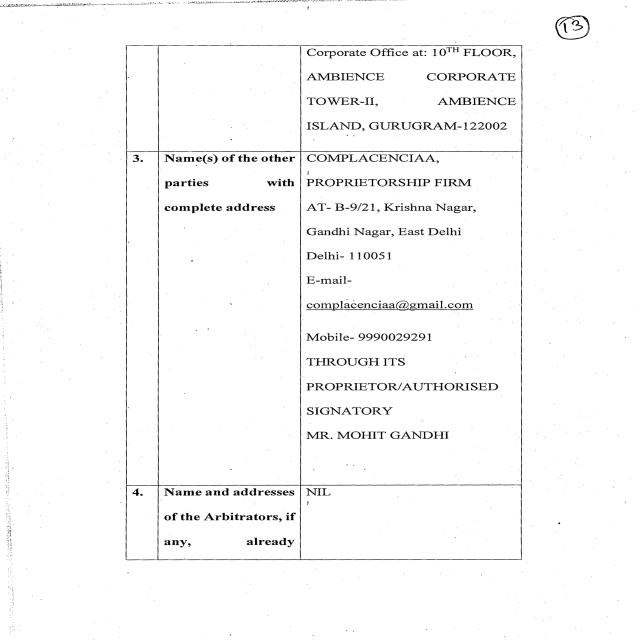 13
Corporate Office at: 10TH FLOOR,
AMBIENCE CORPORATE
TOWER-II, AMBIENCE
ISLAND, GURUGRAM-122002
3. Name(s) of the other parties with complete address
COMPLACENCIAA,
PROPRIETORSHIP FIRM
AT- B-9/21, Krishna Nagar,
Gandhi Nagar, East Delhi
Delhi- 110051
E-mail-
complacenciaa@gmail.com
Mobile- 9990029291
THROUGH ITS
PROPRIETOR/AUTHORISED
SIGNATORY
MR. MOHIT GANDHI
4. Name and addresses NIL
of the Arbitrators, if
any, already